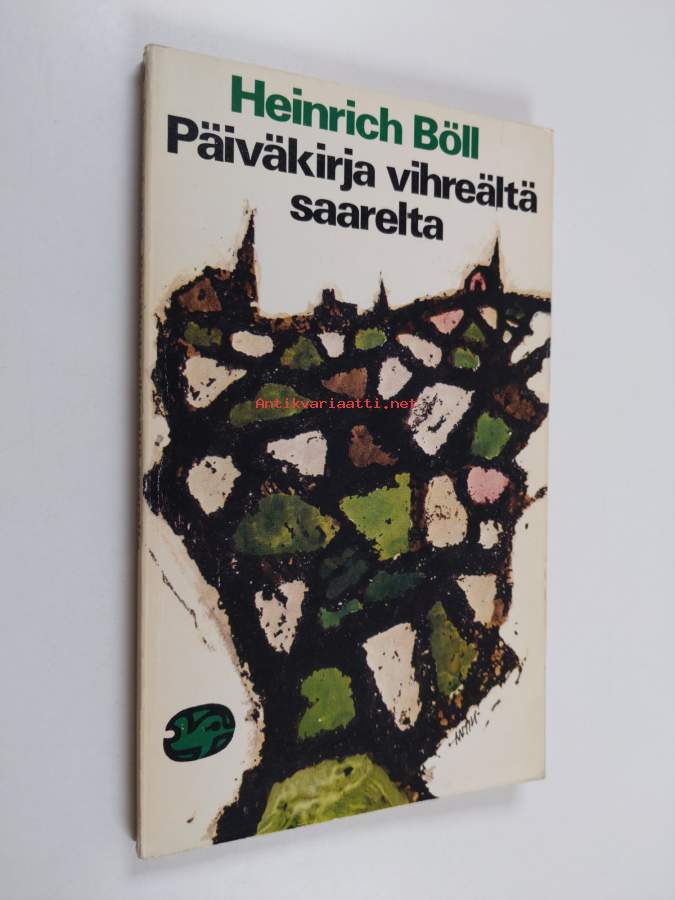 Heinrich Böll
Päiväkirja vihreältä
saarelta
Antikvariaatti.net